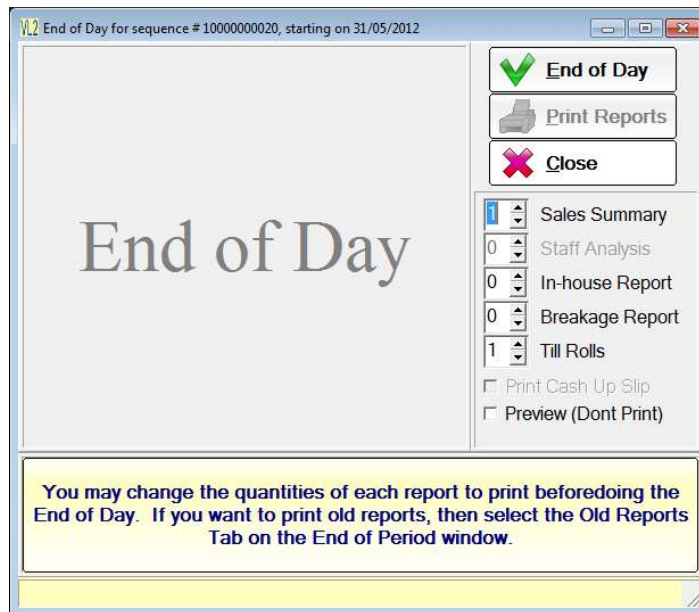 VL2 End of Day for sequence # 10000000020, starting on 31/05/2012
End of Day
End of Day
Print Reports
Close
1 Sales Summary
0 Staff Analysis
0 In-house Report
0 Breakage Report
1 Till Rolls
Print Cash Up Slip
Preview (Dont Print)
You may change the quantities of each report to print beforedoing the
End of Day. If you want to print old reports, then select the Old Reports
Tab on the End of Period window.